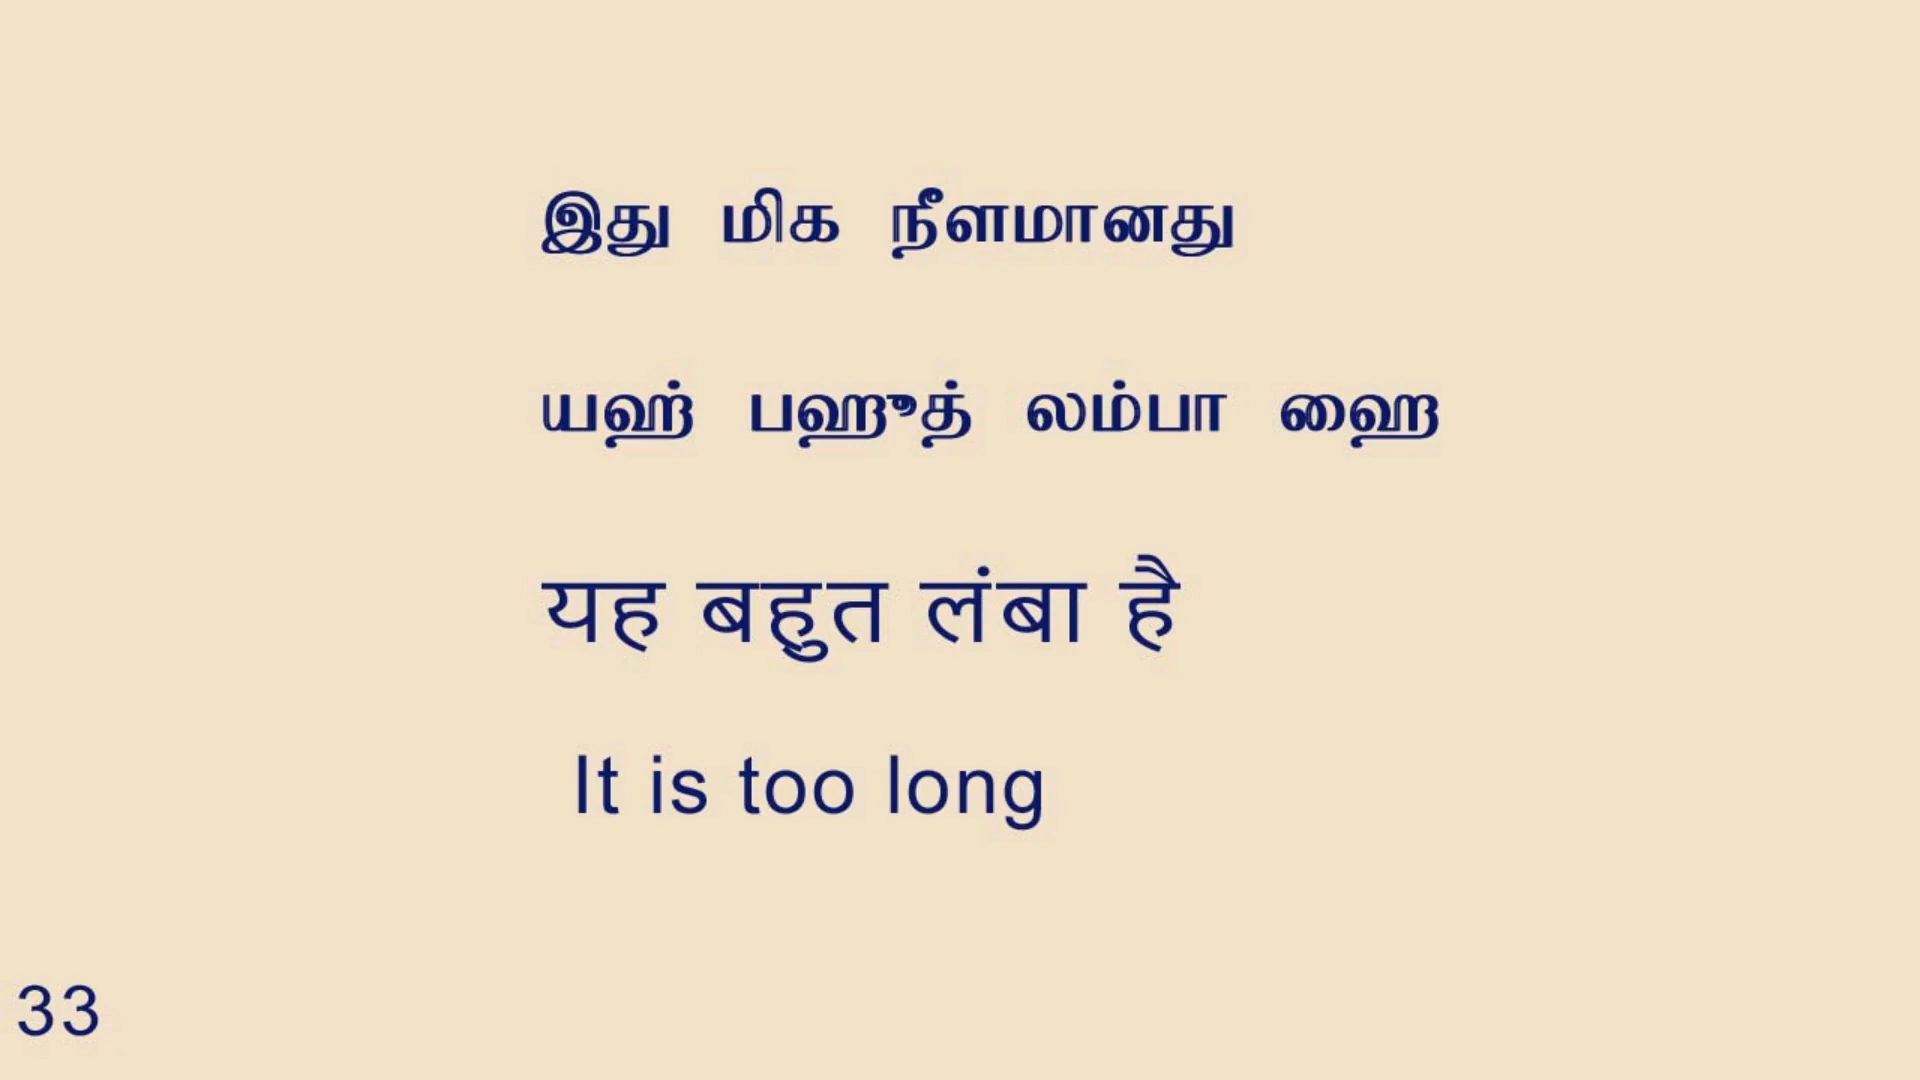 இது மிக நீளமானது
யஹ் பஹூத் லம்பா ஹை
यह बहुत लंबा है
It is too long
33